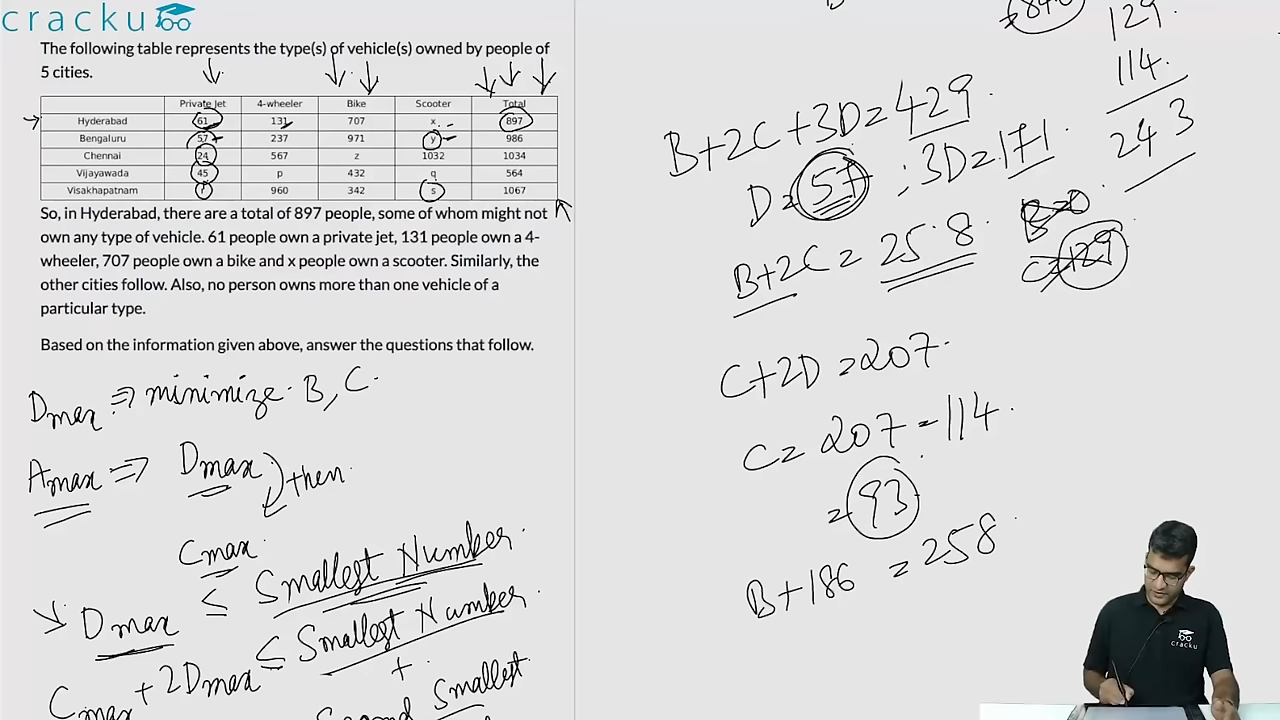 cracku
The following table represents the type(s) of vehicle(s) owned by people of
5 cities.
Private Jet 4-wheeler Bike Scooter Total
Hyderabad 61 131 707 x 897
Bengaluru 57 237 971 y 986
Chennai 24 567 z 1032 1034
Vijayawada 45 p 432 q 564
Visakhapatnam r 960 342 s 1067
So, in Hyderabad, there are a total of 897 people, some of whom might not
own any type of vehicle. 61 people own a private jet, 131 people own a 4-
wheeler, 707 people own a bike and x people own a scooter. Similarly, the
other cities follow. Also, no person owns more than one vehicle of a
particular type.
Based on the information given above, answer the questions that follow.
Dmax ⇒ minimize B, C.
Amax ⇒ Dmax then
Cmax
Dmax ≤ Smallest Number
Cmax + 2Dmax ≤ Smallest Number
+
Second Smallest
129
114.
243
B+2C+3D=429
D=57 ; 3D=171
B+2C=258 B=0
C=129
C+2D=207
C=207-114
=93
B+186 =258
cracku